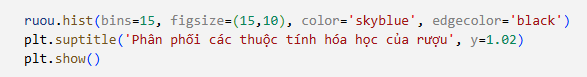 ruou.hist(bins=15, figsize=(15,10), color='skyblue', edgecolor='black')
plt.suptitle('Phân phối các thuộc tính hóa học của rượu', y=1.02)
plt.show()